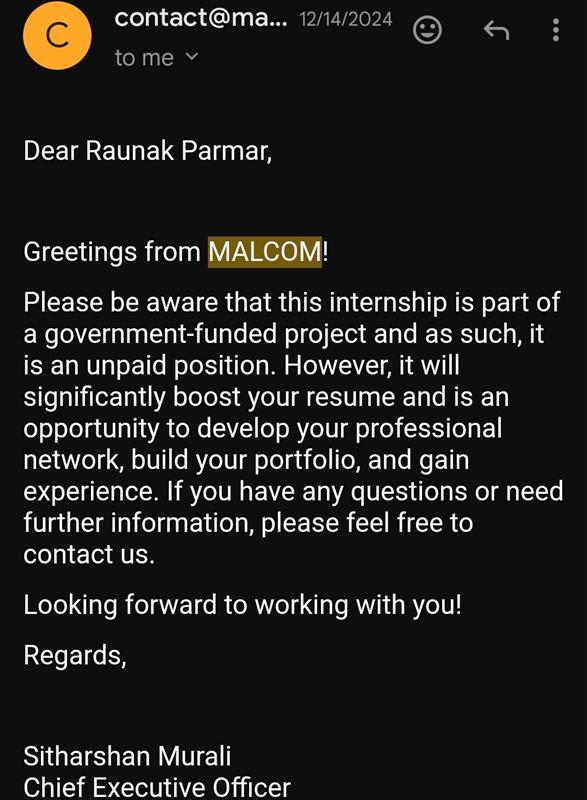 C
contact@ma... 12/14/2024
to me
Dear Raunak Parmar,
Greetings from MALCOM!
Please be aware that this internship is part of
a government-funded project and as such, it
is an unpaid position. However, it will
significantly boost your resume and is an
opportunity to develop your professional
network, build your portfolio, and gain
experience. If you have any questions or need
further information, please feel free to
contact us.
Looking forward to working with you!
Regards,
Sitharshan Murali
Chief Executive Officer